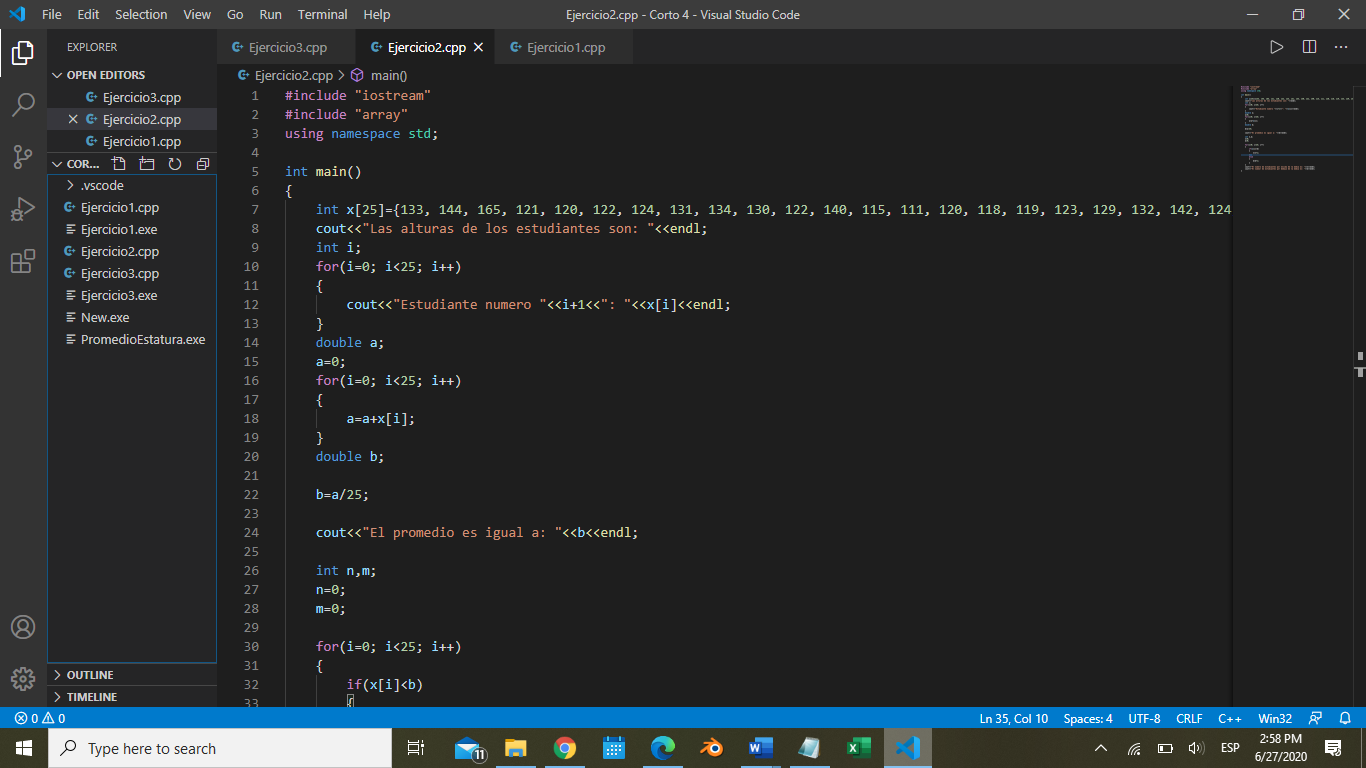 File Edit Selection View Go Run Terminal Help Ejercicio2.cpp - Corto 4 - Visual Studio Code
EXPLORER
OPEN EDITORS
Ejercicio3.cpp
Ejercicio2.cpp
Ejercicio1.cpp
COR...
.vscode
Ejercicio1.cpp
Ejercicio1.exe
Ejercicio2.cpp
Ejercicio3.cpp
Ejercicio3.exe
New.exe
PromedioEstatura.exe
OUTLINE
TIMELINE
Ejercicio3.cpp Ejercicio2.cpp Ejercicio1.cpp
Ejercicio2.cpp > main()
1 #include "iostream"
2 #include "array"
3 using namespace std;
4
5 int main()
6 {
7 int x[25]={133, 144, 165, 121, 120, 122, 124, 131, 134, 130, 122, 140, 115, 111, 120, 118, 119, 123, 129, 132, 142, 124
8 cout<<"Las alturas de los estudiantes son: "<<endl;
9 int i;
10 for(i=0; i<25; i++)
11 {
12 cout<<"Estudiante numero "<<i+1<<": "<<x[i]<<endl;
13 }
14 double a;
15 a=0;
16 for(i=0; i<25; i++)
17 {
18 a=a+x[i];
19 }
20 double b;
21
22 b=a/25;
23
24 cout<<"El promedio es igual a: "<<b<<endl;
25
26 int n,m;
27 n=0;
28 m=0;
29
30 for(i=0; i<25; i++)
31 {
32 if(x[i]<b)
33 {
0 0 Ln 35, Col 10 Spaces: 4 UTF-8 CRLF C++ Win32
Type here to search 11 ESP 2:58 PM
6/27/2020